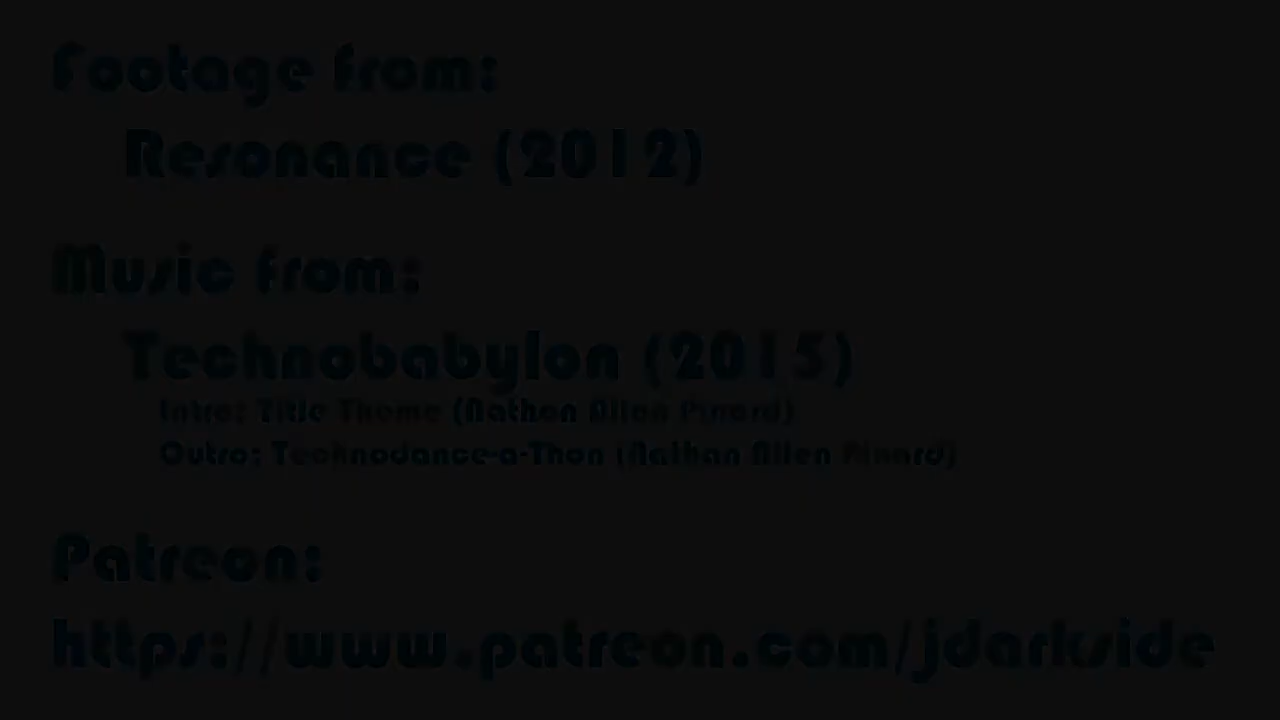 Footage from:
Resonance (2012)
Music from:
Technobabylon (2015)
Intro: Title Theme (Nathan Allen Pinard)
Outro: Technodance-a-Thon (Nathan Allen Pinard)
Patreon:
https://www.patreon.com/jdarkside